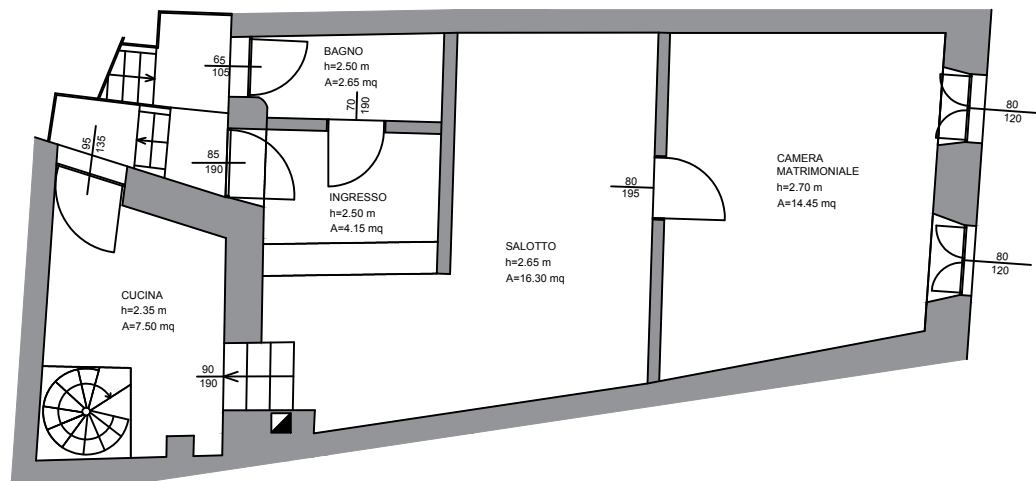 BAGNO
h=2.50 m
A=2.65 mq
65
105
70
190
95
135
85
190
INGRESSO
h=2.50 m
A=4.15 mq
80
195
CAMERA
MATRIMONIALE
h=2.70 m
A=14.45 mq
80
120
SALOTTO
h=2.65 m
A=16.30 mq
80
120
CUCINA
h=2.35 m
A=7.50 mq
90
190